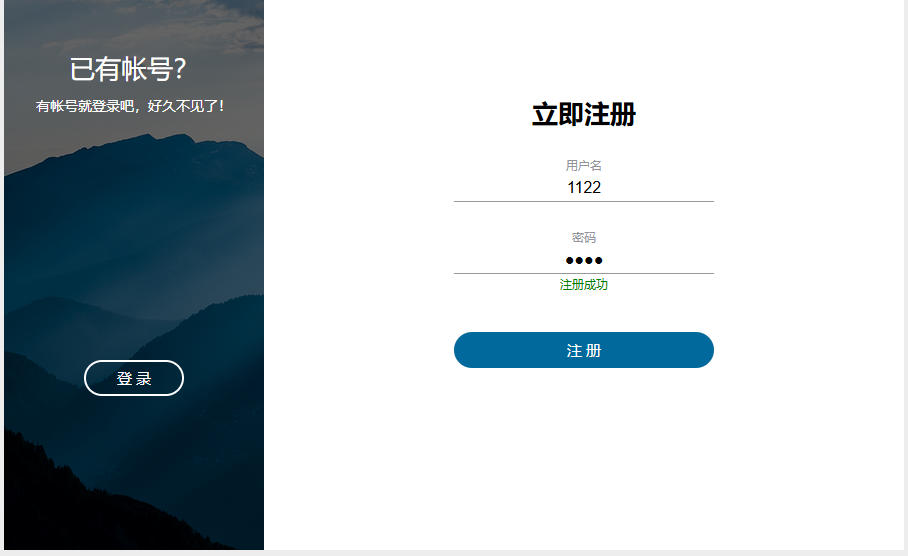 已有帐号？
有帐号就登录吧，好久不见了！
登 录
立即注册
用户名
1122
密码
●●●●
注册成功
注 册